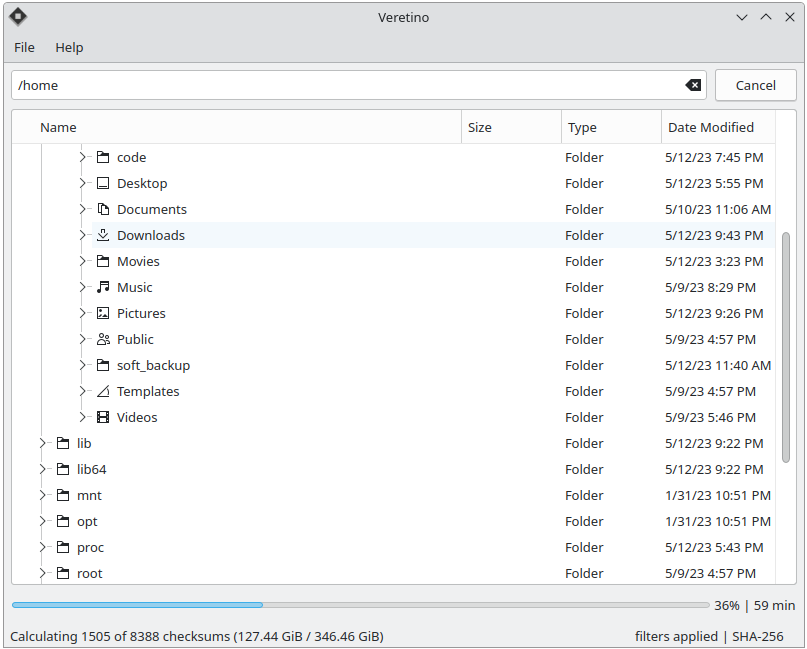 Veretino
File Help
/home Cancel
Name Size Type Date Modified
code Folder 5/12/23 7:45 PM
Desktop Folder 5/12/23 5:55 PM
Documents Folder 5/10/23 11:06 AM
Downloads Folder 5/12/23 9:43 PM
Movies Folder 5/12/23 3:23 PM
Music Folder 5/9/23 8:29 PM
Pictures Folder 5/12/23 9:26 PM
Public Folder 5/9/23 4:57 PM
soft_backup Folder 5/12/23 11:40 AM
Templates Folder 5/9/23 4:57 PM
Videos Folder 5/9/23 5:46 PM
lib Folder 5/12/23 9:22 PM
lib64 Folder 5/12/23 9:22 PM
mnt Folder 1/31/23 10:51 PM
opt Folder 1/31/23 10:51 PM
proc Folder 5/12/23 5:43 PM
root Folder 5/9/23 4:57 PM
36% | 59 min
Calculating 1505 of 8388 checksums (127.44 GiB / 346.46 GiB) filters applied | SHA-256